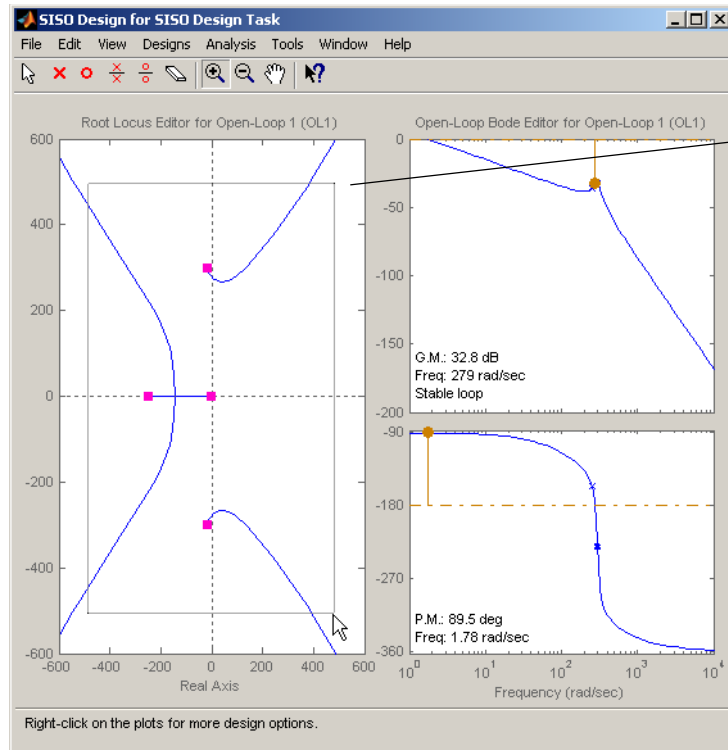 SISO Design for SISO Design Task
File Edit View Designs Analysis Tools Window Help
Root Locus Editor for Open-Loop 1 (OL1)
600
400
200
0
-200
-400
-600
-600 -400 -200 0 200 400 600
Real Axis
Open-Loop Bode Editor for Open-Loop 1 (OL1)
0
-50
-100
-150
-200
G.M.: 32.8 dB
Freq: 279 rad/sec
Stable loop
-90
-180
-270
-360
P.M.: 89.5 deg
Freq: 1.78 rad/sec
10^0 10^1 10^2 10^3 10^4
Frequency (rad/sec)
Right-click on the plots for more design options.